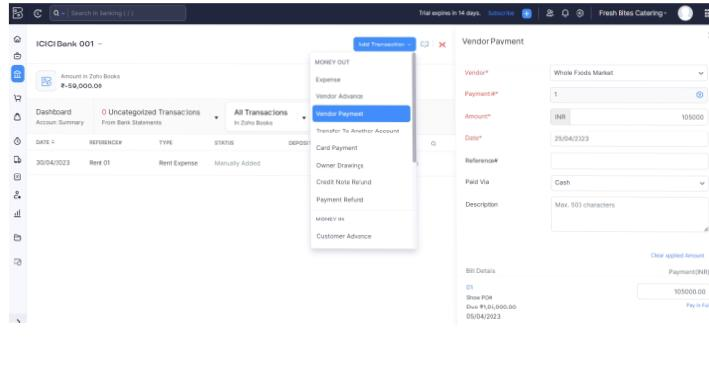 Search in Banking ( / )
Trial expires in 14 days. Subscribe
Fresh Bites Catering
ICICI Bank 001
Add Transaction
Amount in Zoho Books
₹-59,000.00
Dashboard
Account Summary
0 Uncategorized Transactions
From Bank Statements
All Transactions
In Zoho Books
DATE
REFERENCE#
TYPE
STATUS
DEPOSIT
30/04/2023
Rent 01
Rent Expense
Manually Added
MONEY OUT
Expense
Vendor Advance
Vendor Payment
Transfer To Another Account
Card Payment
Owner Drawings
Credit Note Refund
Payment Refund
MONEY IN
Customer Advance
Vendor Payment
Vendor*
Whole Foods Market
Payment#*
1
Amount*
INR
105000
Date*
25/04/2023
Reference#
Paid Via
Cash
Description
Max. 500 characters
Clear applied Amount
Bill Details
Payment(INR)
01
Show PO#
Due ₹1,05,000.00
05/04/2023
105000.00
Pay in Full